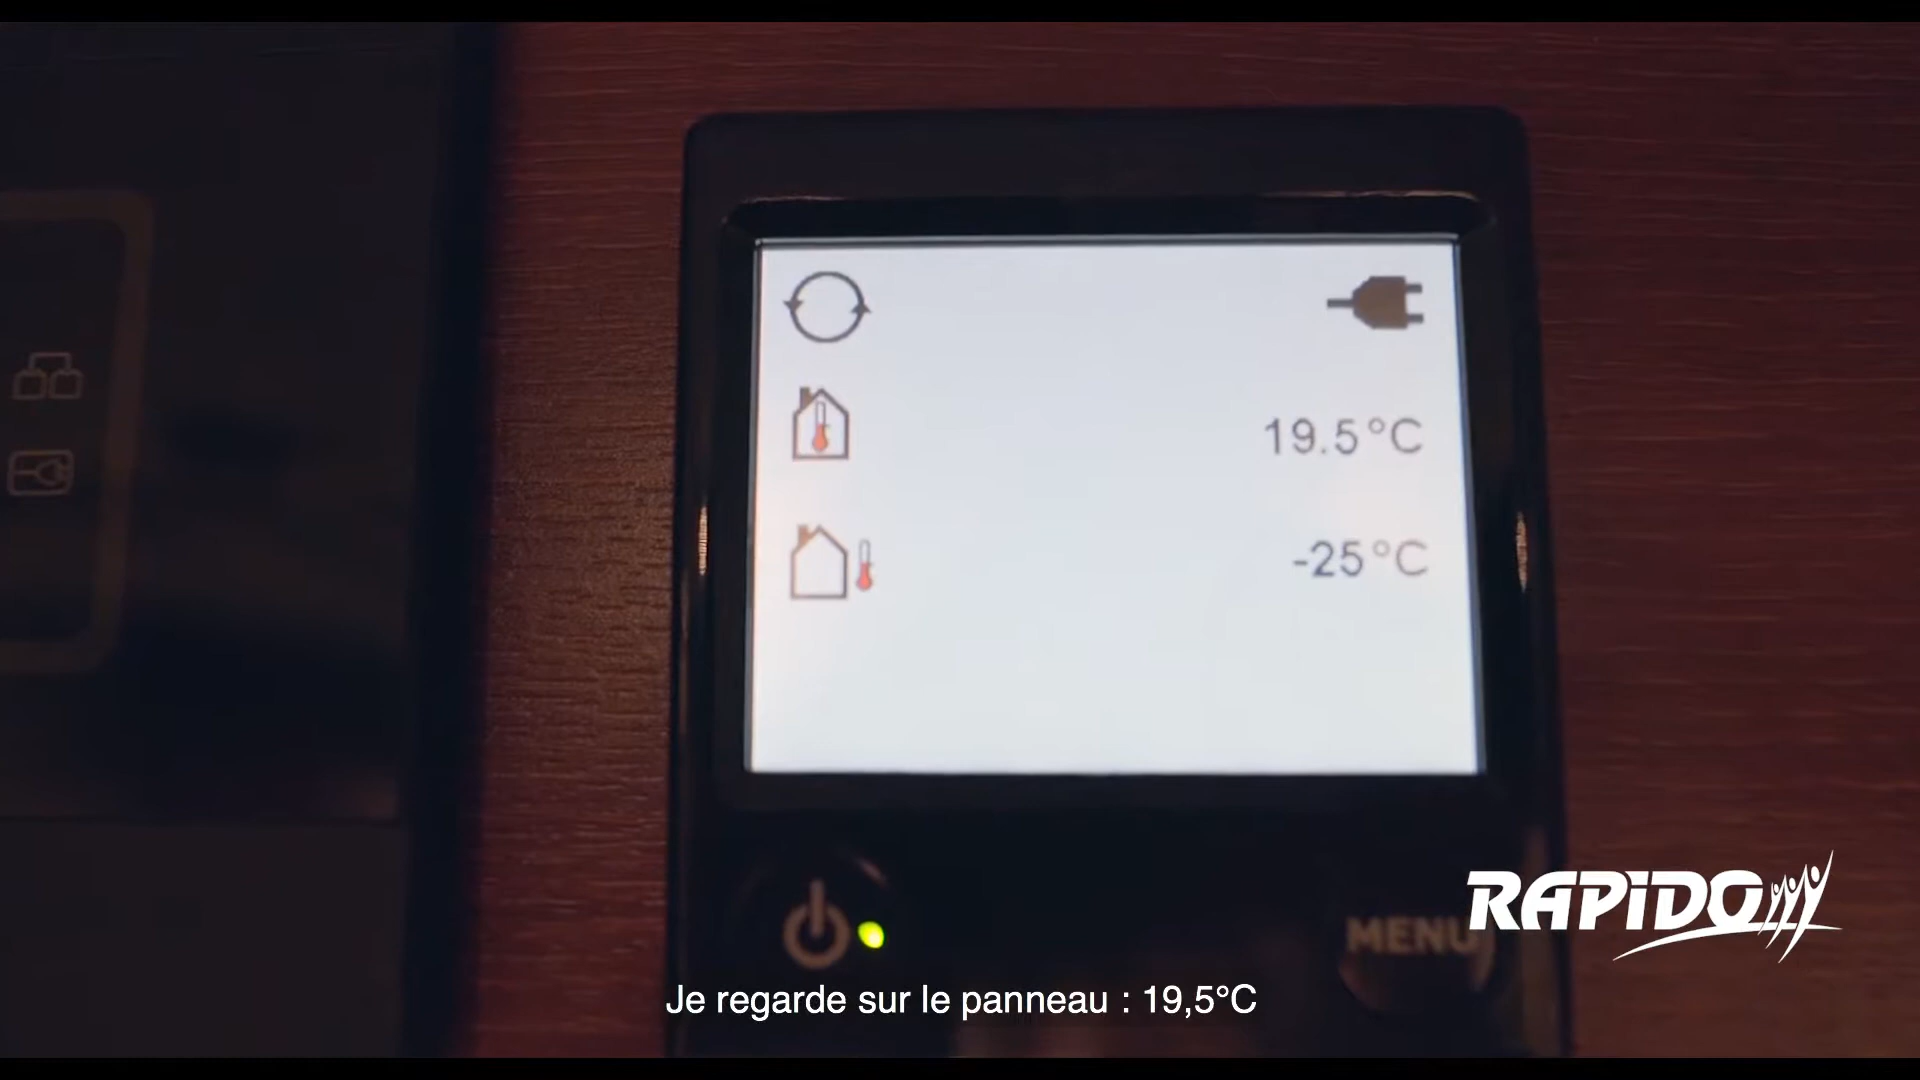 19.5°C
-25°C
RAPIDO
MENU
Je regarde sur le panneau : 19,5°C